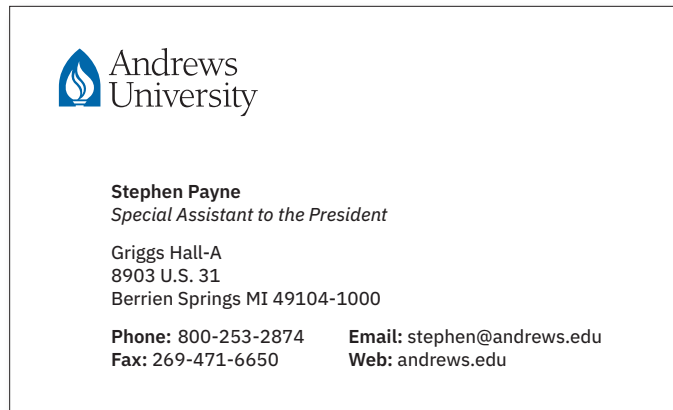 Andrews
University
Stephen Payne
Special Assistant to the President
Griggs Hall-A
8903 U.S. 31
Berrien Springs MI 49104-1000
Phone: 800-253-2874 Email: stephen@andrews.edu
Fax: 269-471-6650 Web: andrews.edu